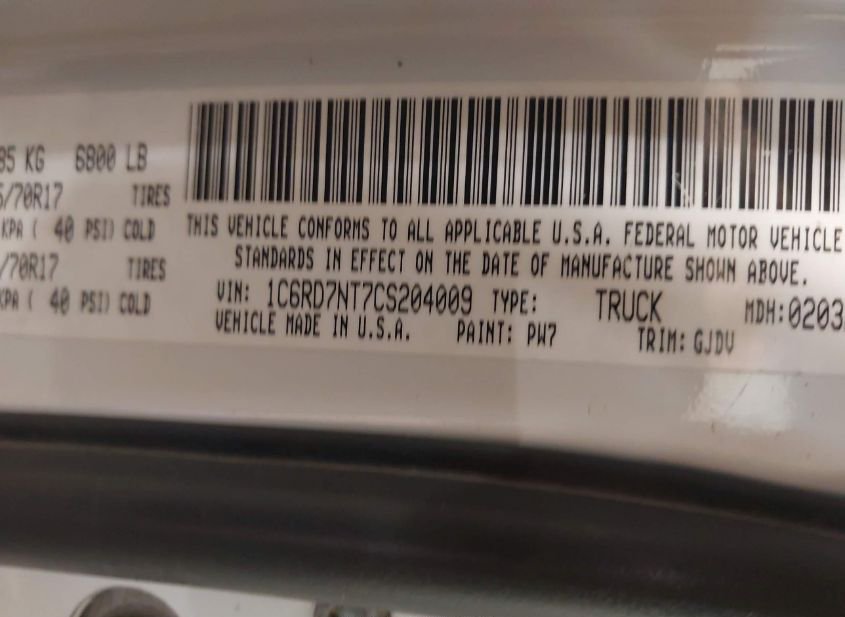 85 KG 6800 LB
/70R17 TIRES
KPA ( 40 PSI) COLD
/70R17 TIRES
KPA ( 40 PSI) COLD
THIS VEHICLE CONFORMS TO ALL APPLICABLE U.S.A. FEDERAL MOTOR VEHICLE
STANDARDS IN EFFECT ON THE DATE OF MANUFACTURE SHOWN ABOVE.
VIN: 1C6RD7NT7CS204009 TYPE: TRUCK MDH:0203
VEHICLE MADE IN U.S.A. PAINT: PW7 TRIM: GJDV